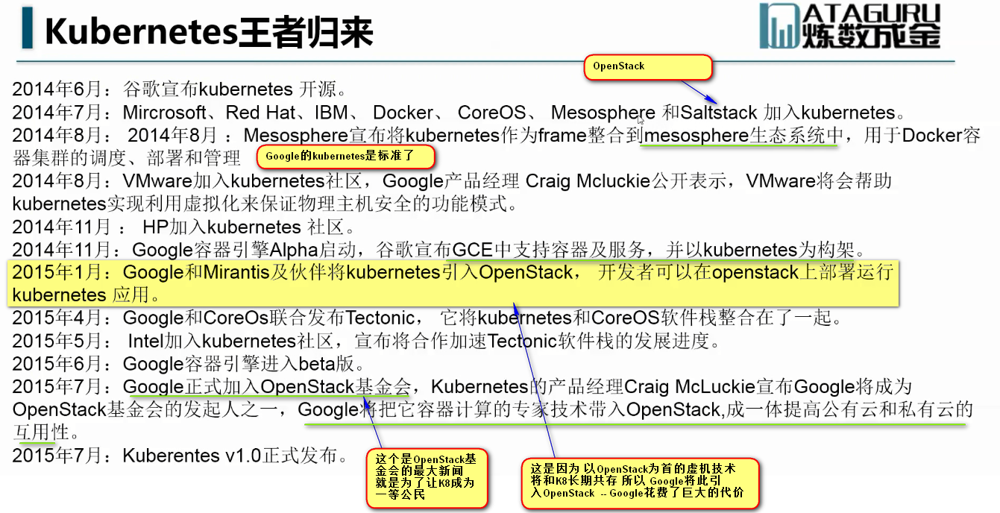 Kubernetes王者归来
ATAGURU
炼数成金
OpenStack
2014年6月：谷歌宣布kubernetes 开源。
2014年7月：Mircrosoft、Red Hat、IBM、 Docker、 CoreOS、 Mesosphere 和Saltstack 加入kubernetes。
2014年8月： 2014年8月 ：Mesosphere宣布将kubernetes作为frame整合到mesosphere生态系统中，用于Docker容
器集群的调度、部署和管理
Google的kubernetes是标准了
2014年8月：VMware加入kubernetes社区，Google产品经理 Craig Mcluckie公开表示，VMware将会帮助
kubernetes实现利用虚拟化来保证物理主机安全的功能模式。
2014年11月 ： HP加入kubernetes 社区。
2014年11月：Google容器引擎Alpha启动，谷歌宣布GCE中支持容器及服务，并以kubernetes为构架。
2015年1月：Google和Mirantis及伙伴将kubernetes引入OpenStack， 开发者可以在openstack上部署运行
kubernetes 应用。
2015年4月：Google和CoreOs联合发布Tectonic， 它将kubernetes和CoreOS软件栈整合在了一起。
2015年5月： Intel加入kubernetes社区，宣布将合作加速Tectonic软件栈的发展进度。
2015年6月：Google容器引擎进入beta版。
2015年7月：Google正式加入OpenStack基金会，Kubernetes的产品经理Craig McLuckie宣布Google将成为
OpenStack基金会的发起人之一，Google将把它容器计算的专家技术带入OpenStack,成一体提高公有云和私有云的
互用性。
2015年7月：Kuberentes v1.0正式发布。
这个是OpenStack基
金会的最大新闻
就是为了让K8成为
一等公民
这是因为 以OpenStack为首的虚机技术
将和K8长期共存 所以 Google将此引
入OpenStack --Google花费了巨大的代价